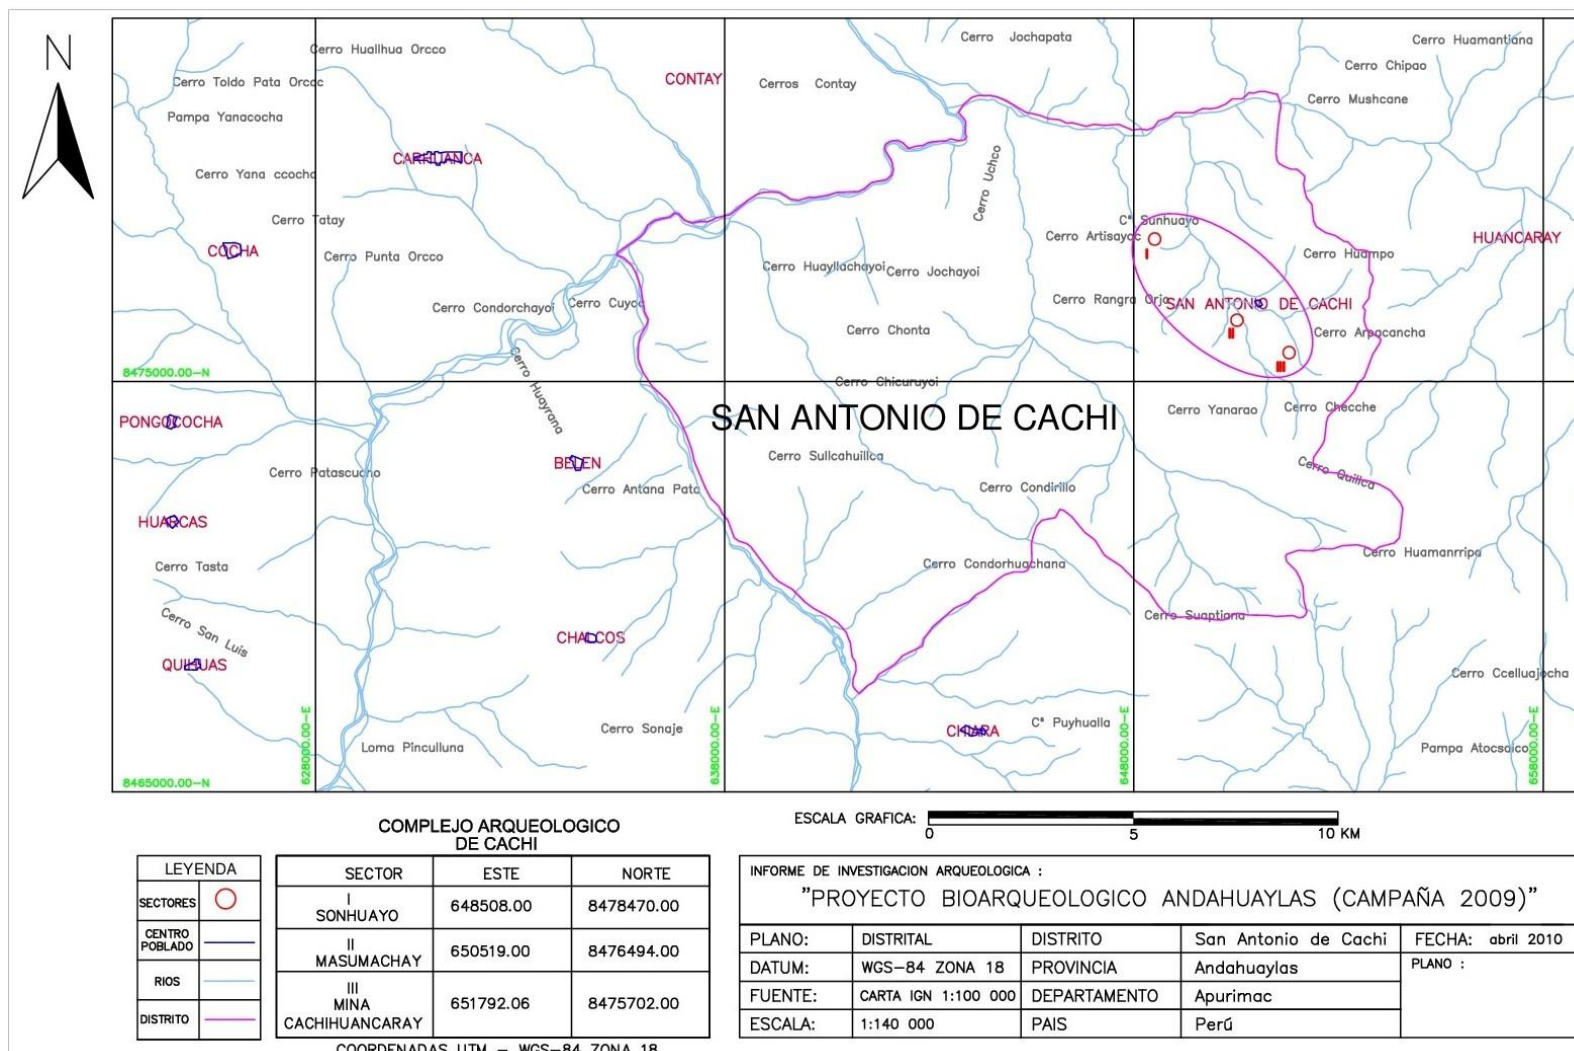 N
Cerro Huallhua Orcco
Cerro Jochapata
Cerro Huamantiana
Cerro Toldo Pata Orccc
CONTAY
Cerros Contay
Cerro Chipao
Cerro Mushcane
Pampa Yanacocha
CARHUANCA
Cerro Yana ccocha
Cerro Uchco
Cerro Tatay
Cº Sunhuayo
COCHA
Cerro Punta Orcco
Cerro Artisayoc
HUANCARAY
I
Cerro Huayllachayoi
Cerro Jochayoi
Cerro Huampo
Cerro Condorchayoi
Cerro Cuyoc
Cerro Rangra Orjo
SAN ANTONIO DE CACHI
Cerro Chonta
II
Cerro Arpacancha
III
8475000.00-N
Cerro Huayrana
Cerro Chicuruyoi
PONGOCOCHA
SAN ANTONIO DE CACHI
Cerro Yanarao
Cerro Checche
Cerro Patascucho
BELEN
Cerro Sullcahuillca
Cerro Quillca
Cerro Antana Pata
Cerro Condirillo
HUARCAS
Cerro Tasta
Cerro Condorhuachana
Cerro Huamanrripa
Cerro San Luis
Cerro Suaptiana
CHALCOS
QUIHUAS
Cerro Ccelluajocha
Loma Pinculluna
Cerro Sonaje
CHIARA
Cº Puyhualla
Pampa Atocsaico
8465000.00-N
628000.00-E
638000.00-E
648000.00-E
658000.00-E
ESCALA GRAFICA:
0 5 10 KM
COMPLEJO ARQUEOLOGICO
DE CACHI
LEYENDA
SECTORES
CENTRO
POBLADO
RIOS
DISTRITO
SECTOR ESTE NORTE
I
SONHUAYO 648508.00 8478470.00
II
MASUMACHAY 650519.00 8476494.00
III
MINA
CACHIHUANCARAY 651792.06 8475702.00
COORDENADAS UTM - WGS-84 ZONA 18
INFORME DE INVESTIGACION ARQUEOLOGICA :
"PROYECTO BIOARQUEOLOGICO ANDAHUAYLAS (CAMPAÑA 2009)"
PLANO: DISTRITAL DISTRITO San Antonio de Cachi FECHA: abril 2010
DATUM: WGS-84 ZONA 18 PROVINCIA Andahuaylas PLANO :
FUENTE: CARTA IGN 1:100 000 DEPARTAMENTO Apurimac
ESCALA: 1:140 000 PAIS Perú